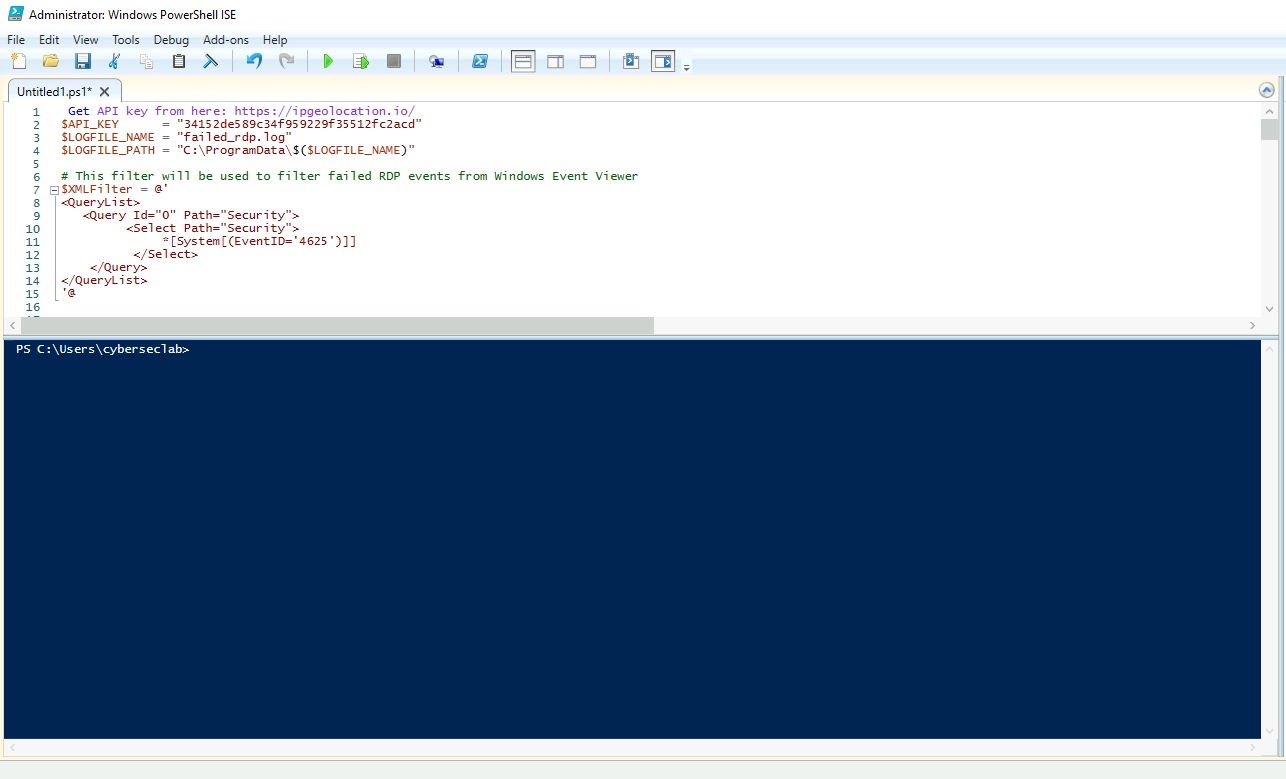 Administrator: Windows PowerShell ISE
File Edit View Tools Debug Add-ons Help
Untitled1.ps1*
1 Get API key from here: https://ipgeolocation.io/
2 $API_KEY = "34152de589c34f959229f35512fc2acd"
3 $LOGFILE_NAME = "failed_rdp.log"
4 $LOGFILE_PATH = "C:\ProgramData\$($LOGFILE_NAME)"
5
6 # This filter will be used to filter failed RDP events from Windows Event Viewer
7 $XMLFilter = @'
8 <QueryList>
9 <Query Id="0" Path="Security">
10 <Select Path="Security">
11 *[System[(EventID='4625')]]
12 </Select>
13 </Query>
14 </QueryList>
15 '@
16
PS C:\Users\cyberseclab>